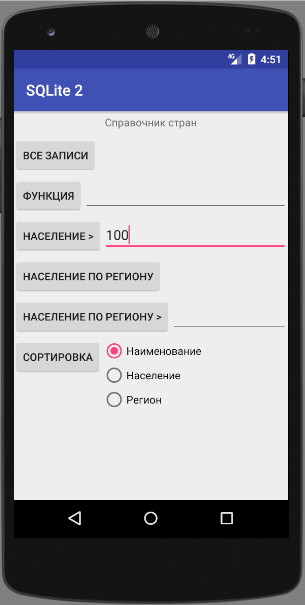 4G 4:51
SQLite 2
Справочник стран
ВСЕ ЗАПИСИ
ФУНКЦИЯ
НАСЕЛЕНИЕ > 100
НАСЕЛЕНИЕ ПО РЕГИОНУ
НАСЕЛЕНИЕ ПО РЕГИОНУ >
СОРТИРОВКА Наименование
Население
Регион